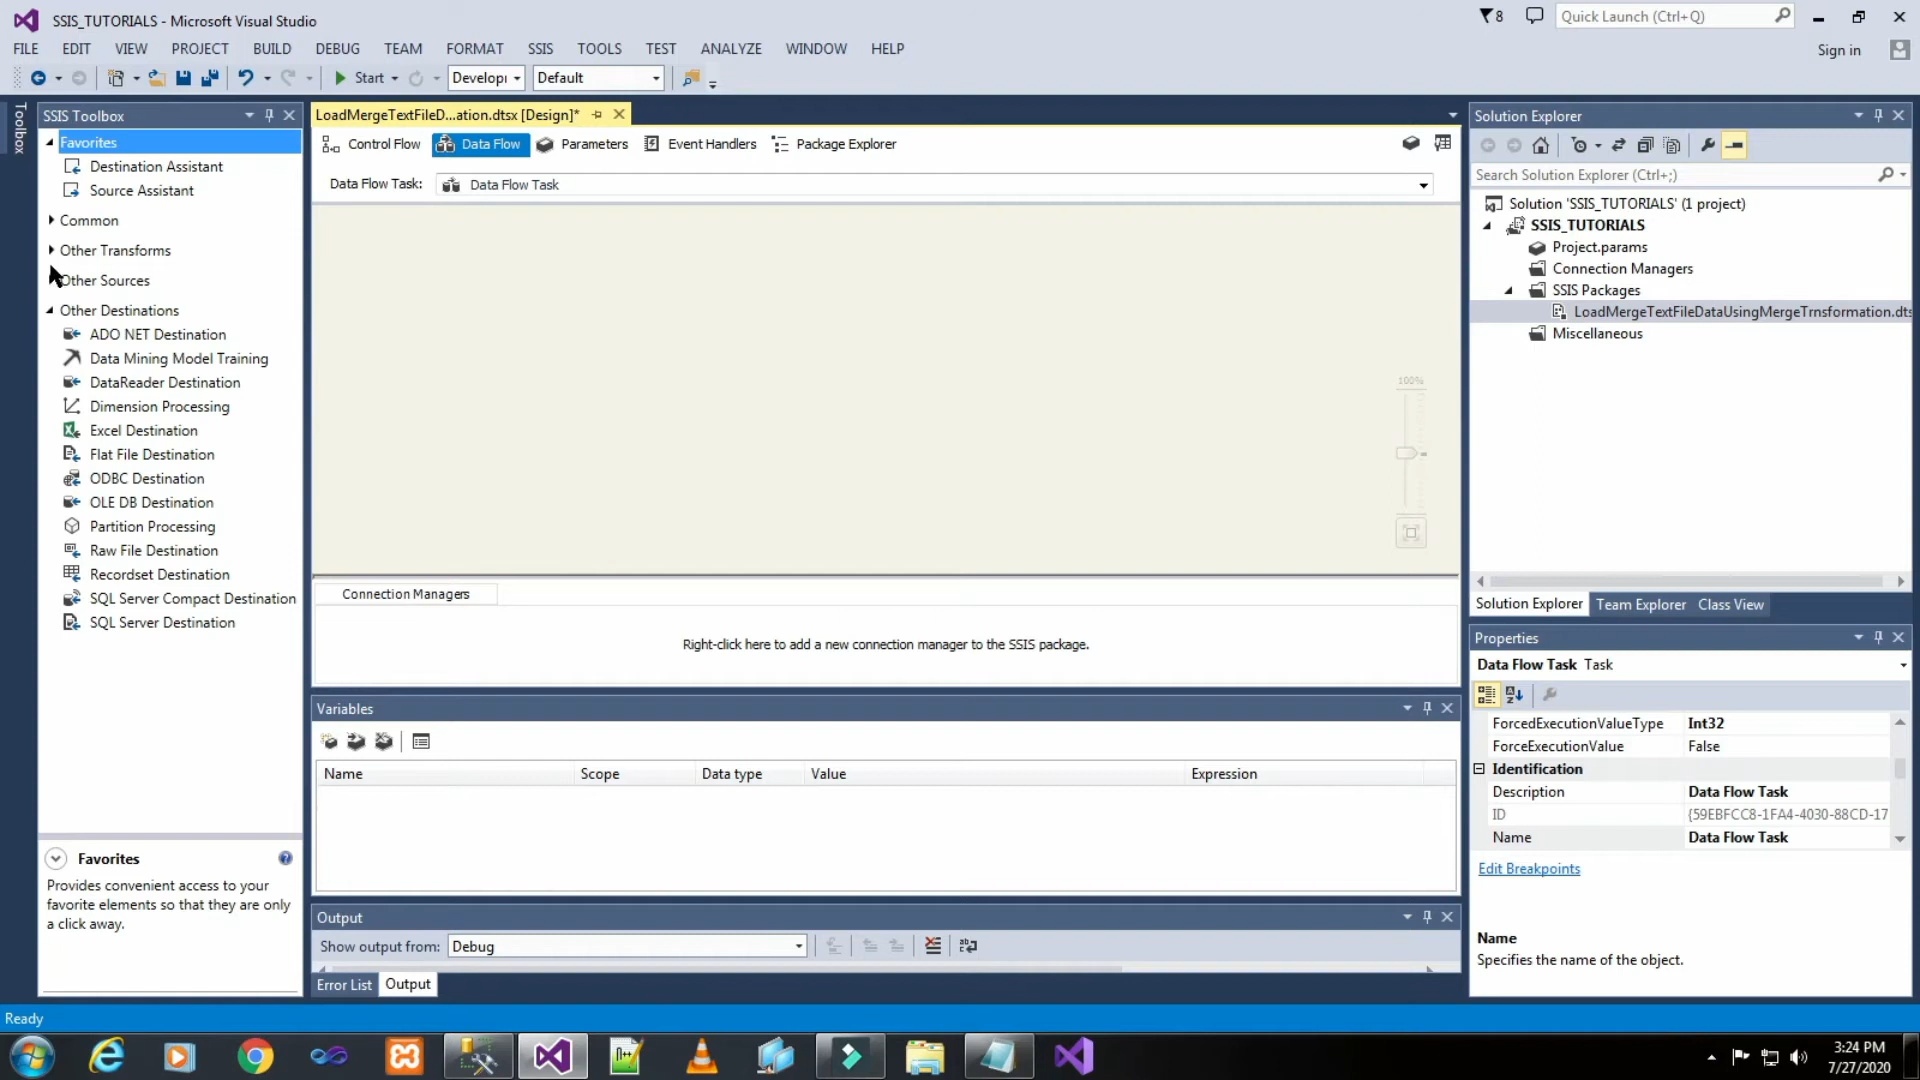 SSIS_TUTORIALS - Microsoft Visual Studio
8
Quick Launch (Ctrl+Q)
FILE EDIT VIEW PROJECT BUILD DEBUG TEAM FORMAT SSIS TOOLS TEST ANALYZE WINDOW HELP
Sign in
Start
Develop
Default
Toolbox
SSIS Toolbox
Favorites
Destination Assistant
Source Assistant
Common
Other Transforms
Other Sources
Other Destinations
ADO NET Destination
Data Mining Model Training
DataReader Destination
Dimension Processing
Excel Destination
Flat File Destination
ODBC Destination
OLE DB Destination
Partition Processing
Raw File Destination
Recordset Destination
SQL Server Compact Destination
SQL Server Destination
Favorites
Provides convenient access to your
favorite elements so that they are only
a click away.
LoadMergeTextFileD...ation.dtsx [Design]*
Control Flow Data Flow Parameters Event Handlers Package Explorer
Data Flow Task: Data Flow Task
100%
Connection Managers
Right-click here to add a new connection manager to the SSIS package.
Variables
Name Scope Data type Value Expression
Output
Show output from: Debug
Error List Output
Solution Explorer
Search Solution Explorer (Ctrl+;)
Solution 'SSIS_TUTORIALS' (1 project)
SSIS_TUTORIALS
Project.params
Connection Managers
SSIS Packages
LoadMergeTextFileDataUsingMergeTrnsformation.dts
Miscellaneous
Solution Explorer Team Explorer Class View
Properties
Data Flow Task Task
ForcedExecutionValueType Int32
ForceExecutionValue False
Identification
Description Data Flow Task
ID {59EBFCC8-1FA4-4030-88CD-17
Name Data Flow Task
Edit Breakpoints
Name
Specifies the name of the object.
Ready
3:24 PM
7/27/2020